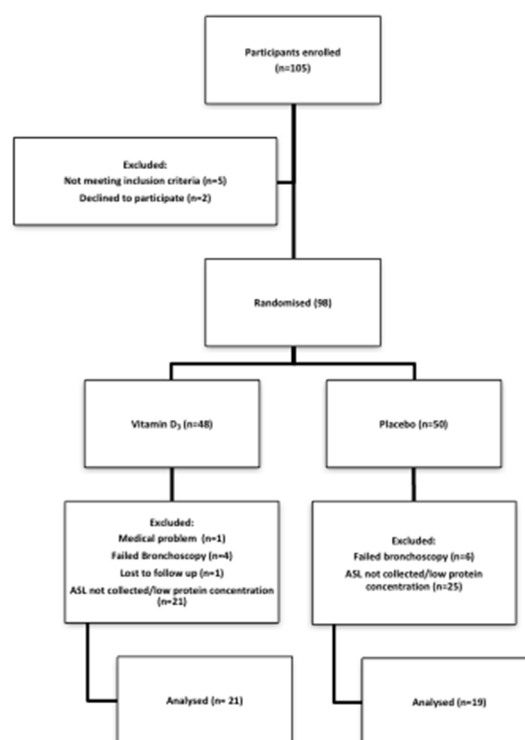 Participants enrolled
(n=105)
Excluded:
Not meeting inclusion criteria (n=5)
Declined to participate (n=2)
Randomised (98)
Vitamin D₃ (n=48)
Placebo (n=50)
Excluded:
Medical problem (n=1)
Failed Bronchoscopy (n=4)
Lost to follow up (n=1)
ASL not collected/low protein concentration
(n=21)
Excluded:
Failed bronchoscopy (n=6)
ASL not collected/low protein
concentration (n=25)
Analysed (n= 21)
Analysed (n=19)